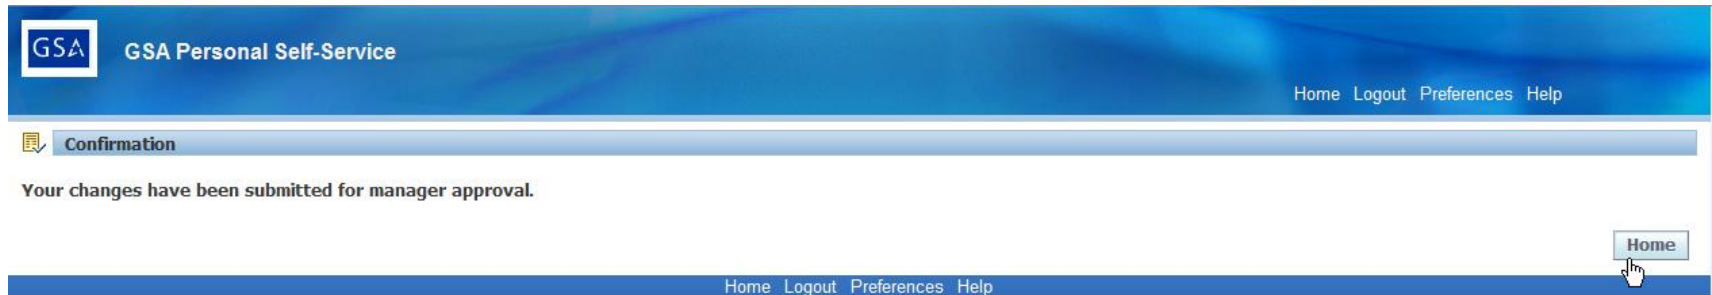 GSA
GSA Personal Self-Service
Home Logout Preferences Help
Confirmation
Your changes have been submitted for manager approval.
Home
Home Logout Preferences Help